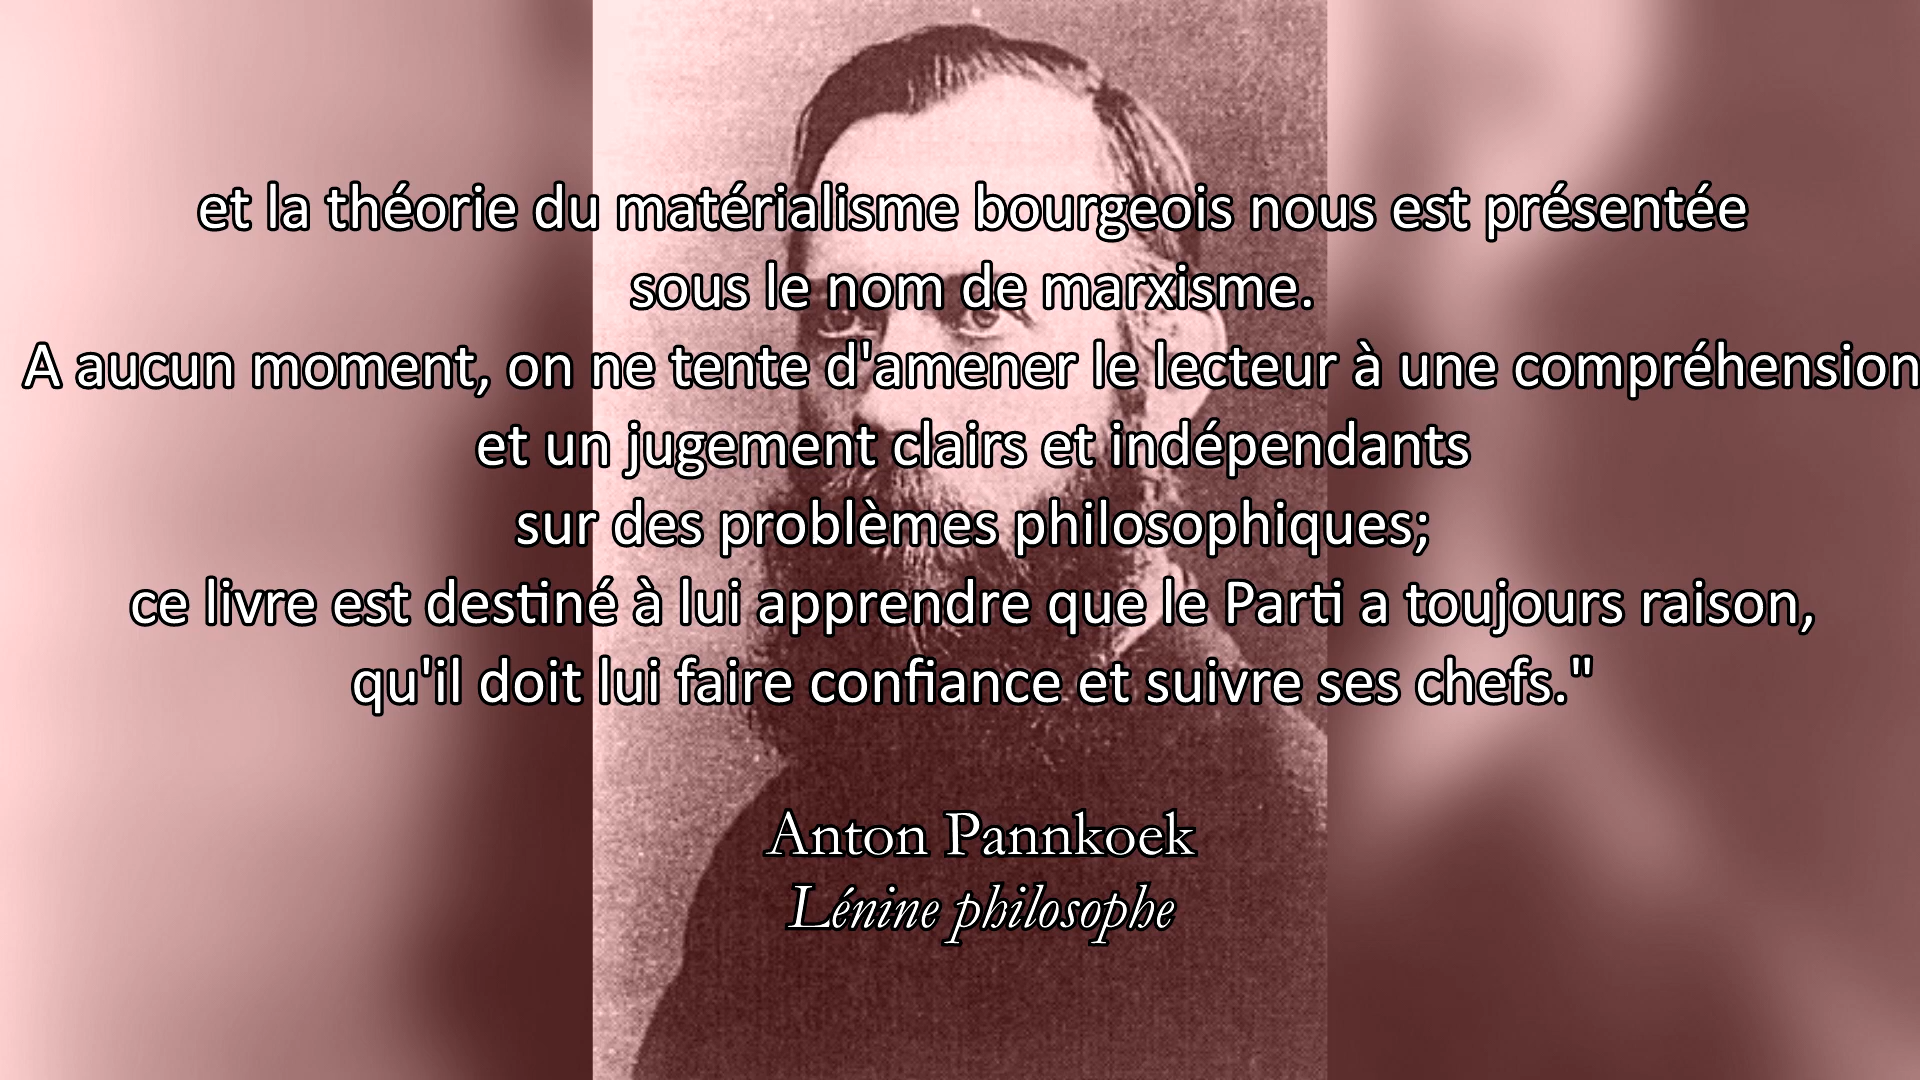 et la théorie du matérialisme bourgeois nous est présentée
sous le nom de marxisme.
A aucun moment, on ne tente d'amener le lecteur à une compréhension
et un jugement clairs et indépendants
sur des problèmes philosophiques;
ce livre est destiné à lui apprendre que le Parti a toujours raison,
qu'il doit lui faire confiance et suivre ses chefs."
Anton Pannkoek
Lénine philosophe